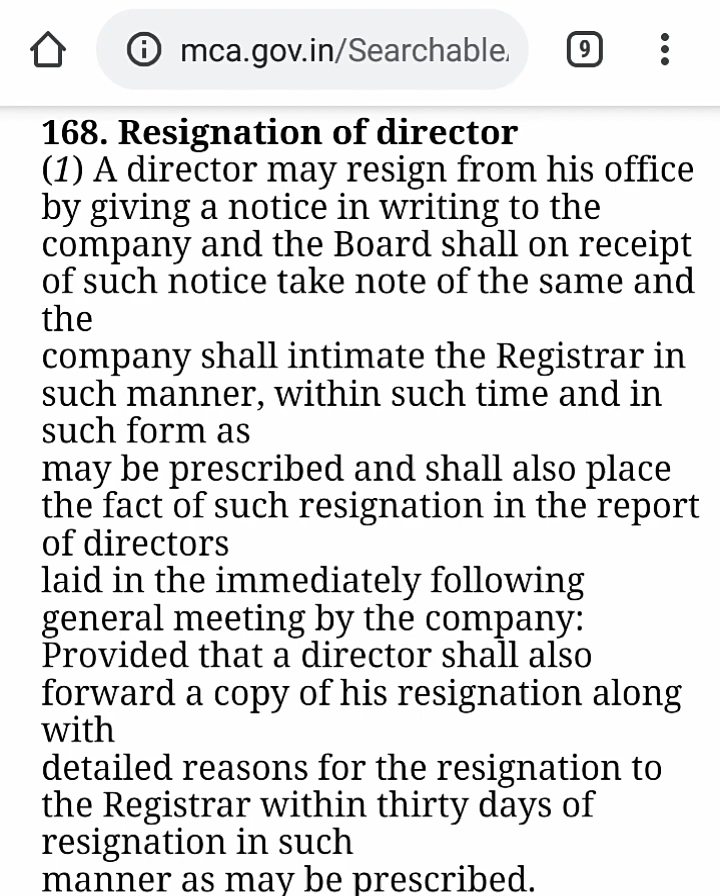 mca.gov.in/Searchable
9
168. Resignation of director
(1) A director may resign from his office
by giving a notice in writing to the
company and the Board shall on receipt
of such notice take note of the same and
the
company shall intimate the Registrar in
such manner, within such time and in
such form as
may be prescribed and shall also place
the fact of such resignation in the report
of directors
laid in the immediately following
general meeting by the company:
Provided that a director shall also
forward a copy of his resignation along
with
detailed reasons for the resignation to
the Registrar within thirty days of
resignation in such
manner as may be prescribed.